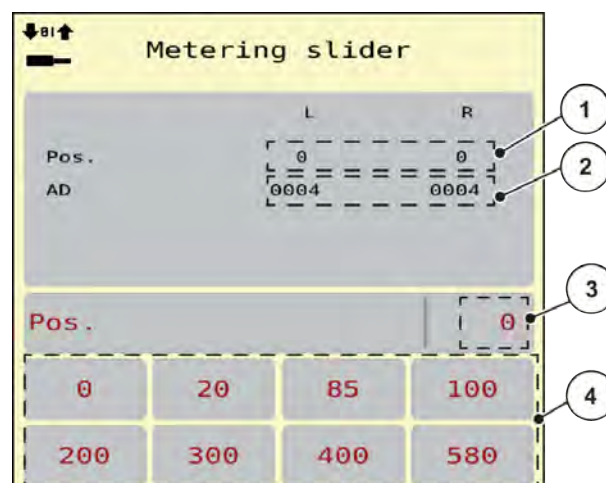 BI
Metering slider
L R
Pos. 0 0
AD 0004 0004
Pos. 0
0 20 85 100
200 300 400 580
1
2
3
4